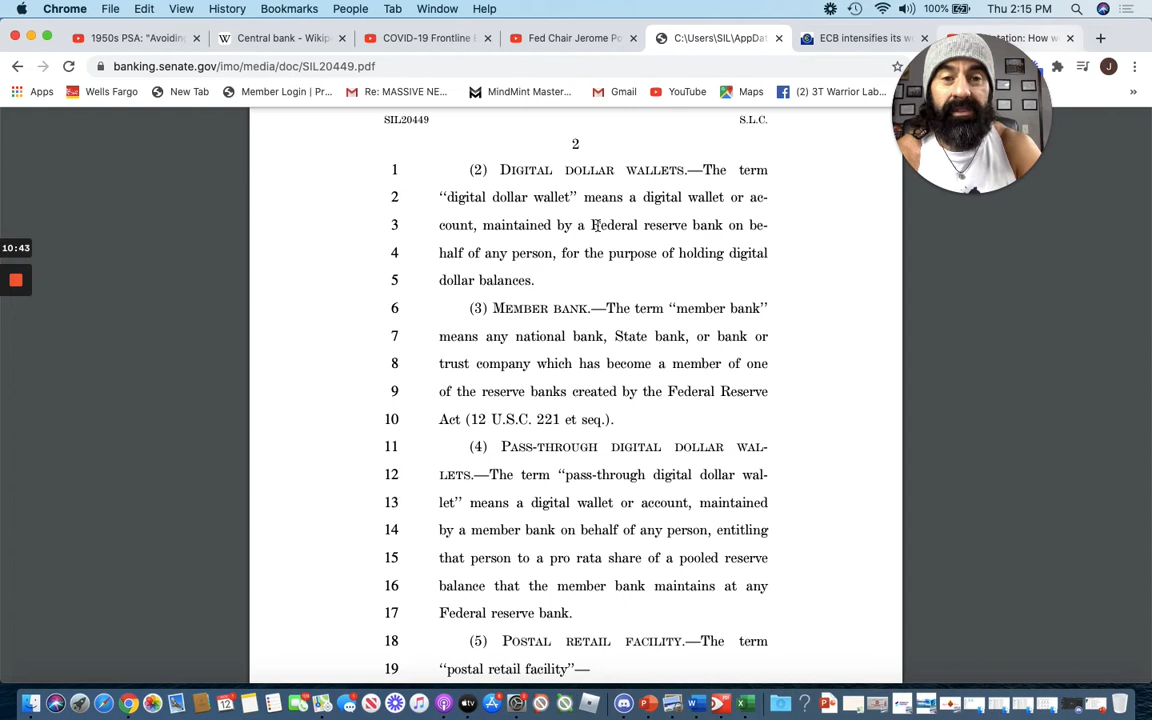 Chrome File Edit View History Bookmarks People Tab Window Help 100% Thu 2:15 PM
1950s PSA: "Avoiding Central bank - Wikip COVID-19 Frontline E Fed Chair Jerome Po C:\Users\SIL\AppDat ECB intensifies its w tation: How w
banking.senate.gov/imo/media/doc/SIL20449.pdf J
Apps Wells Fargo New Tab Member Login | Pr... Re: MASSIVE NE... MindMint Master... Gmail YouTube Maps (2) 3T Warrior Lab... »
SIL20449 S.L.C.
2
1 (2) DIGITAL DOLLAR WALLETS.—The term
2 ‘‘digital dollar wallet’’ means a digital wallet or ac-
3 count, maintained by a Federal reserve bank on be-
4 half of any person, for the purpose of holding digital
5 dollar balances.
6 (3) MEMBER BANK.—The term ‘‘member bank’’
7 means any national bank, State bank, or bank or
8 trust company which has become a member of one
9 of the reserve banks created by the Federal Reserve
10 Act (12 U.S.C. 221 et seq.).
11 (4) PASS-THROUGH DIGITAL DOLLAR WAL-
12 LETS.—The term ‘‘pass-through digital dollar wal-
13 let’’ means a digital wallet or account, maintained
14 by a member bank on behalf of any person, entitling
15 that person to a pro rata share of a pooled reserve
16 balance that the member bank maintains at any
17 Federal reserve bank.
18 (5) POSTAL RETAIL FACILITY.—The term
19 ‘‘postal retail facility’’—
10:43